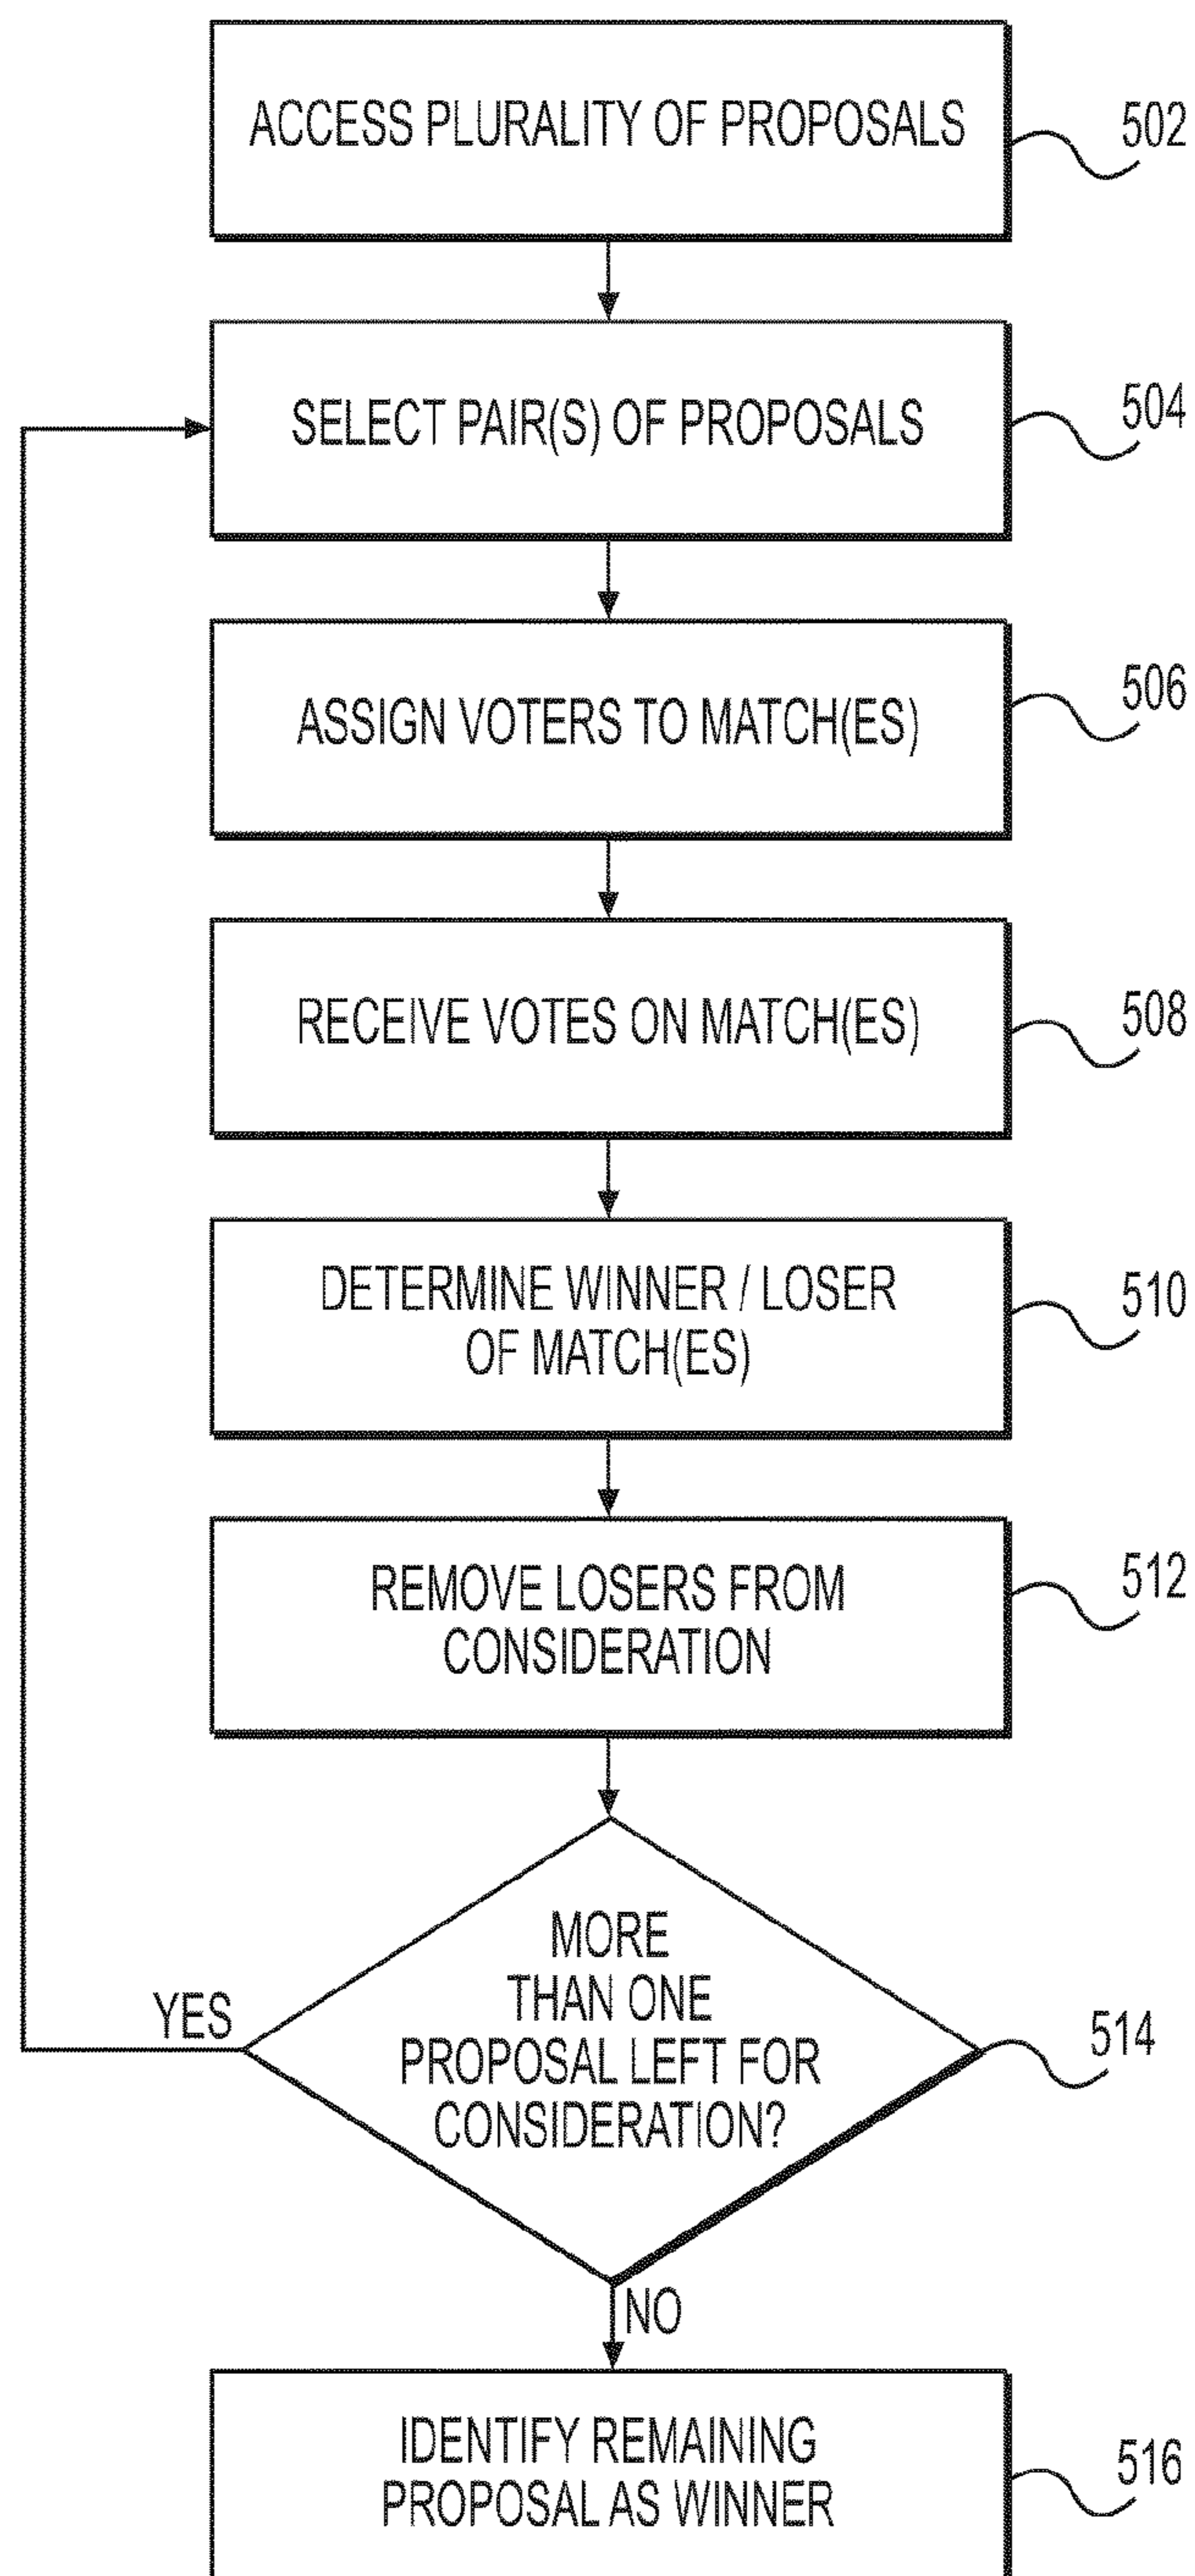 ACCESS PLURALITY OF PROPOSALS
502
SELECT PAIR(S) OF PROPOSALS
504
ASSIGN VOTERS TO MATCH(ES)
506
RECEIVE VOTES ON MATCH(ES)
508
DETERMINE WINNER / LOSER
OF MATCH(ES)
510
REMOVE LOSERS FROM
CONSIDERATION
512
MORE
THAN ONE
PROPOSAL LEFT FOR
CONSIDERATION?
514
YES
NO
IDENTIFY REMAINING
PROPOSAL AS WINNER
516